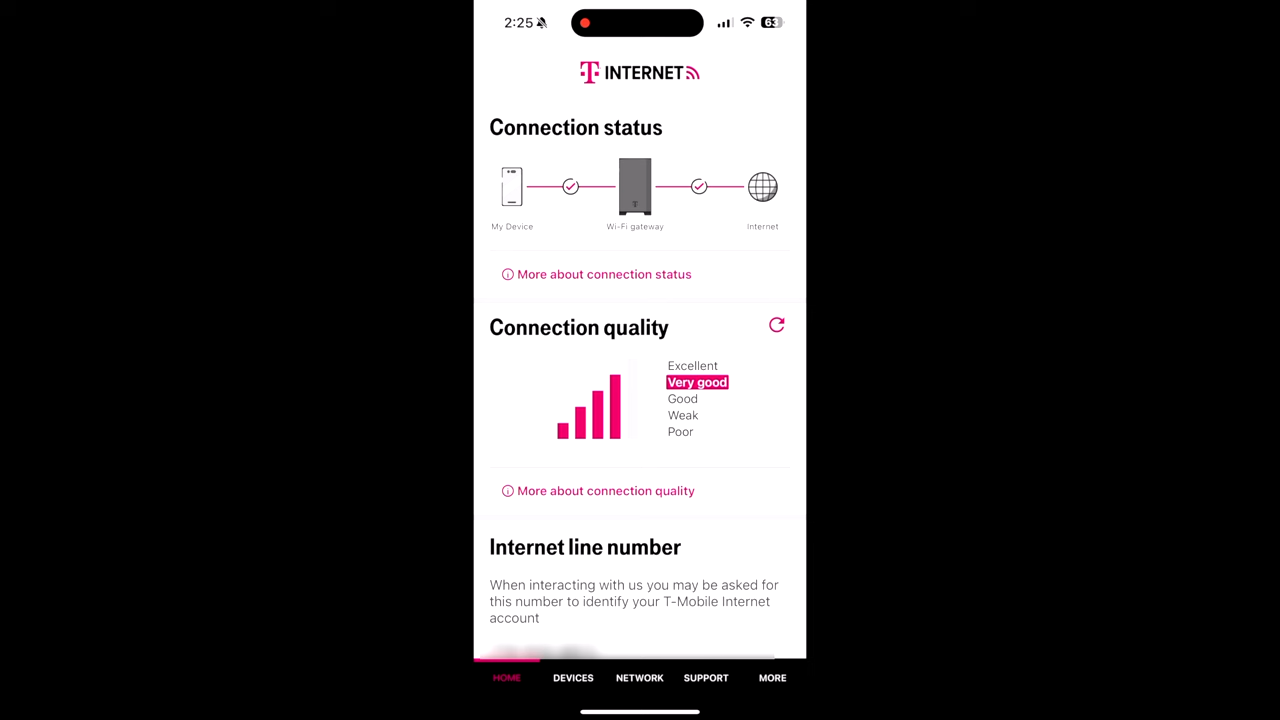 2:25
63
T INTERNET
Connection status
My Device
Wi-Fi gateway
Internet
More about connection status
Connection quality
Excellent
Very good
Good
Weak
Poor
More about connection quality
Internet line number
When interacting with us you may be asked for
this number to identify your T-Mobile Internet
account
HOME
DEVICES
NETWORK
SUPPORT
MORE